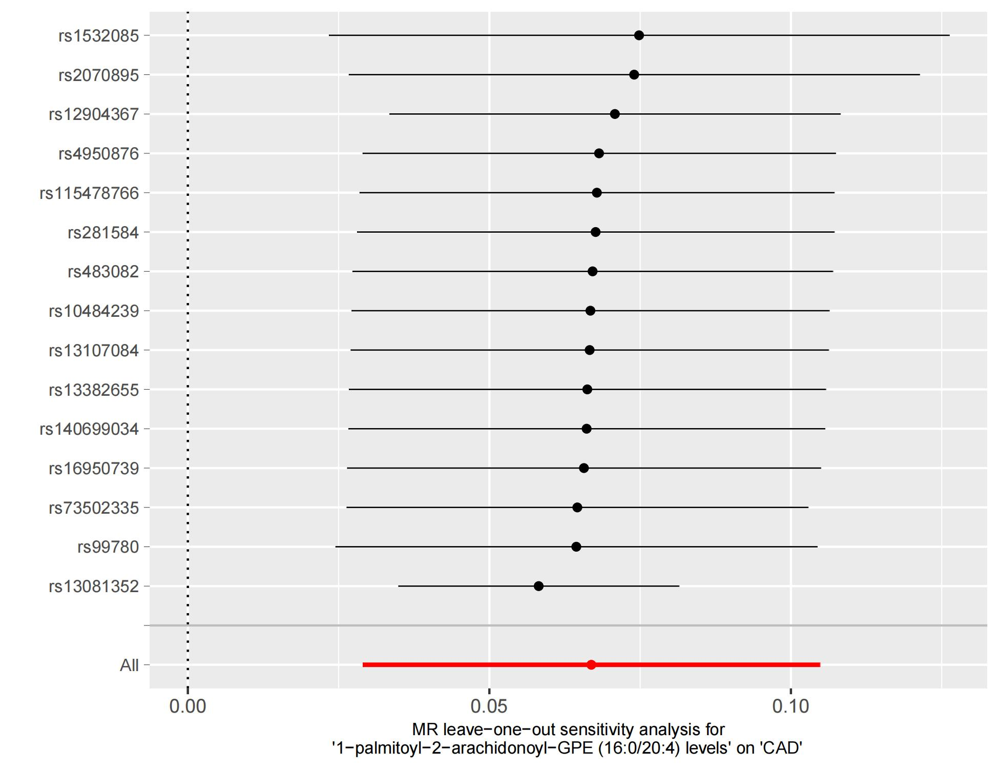 rs1532085
rs2070895
rs12904367
rs4950876
rs115478766
rs281584
rs483082
rs10484239
rs13107084
rs13382655
rs140699034
rs16950739
rs73502335
rs99780
rs13081352
All
0.00 0.05 0.10
MR leave−one−out sensitivity analysis for
'1−palmitoyl−2−arachidonoyl−GPE (16:0/20:4) levels' on 'CAD'